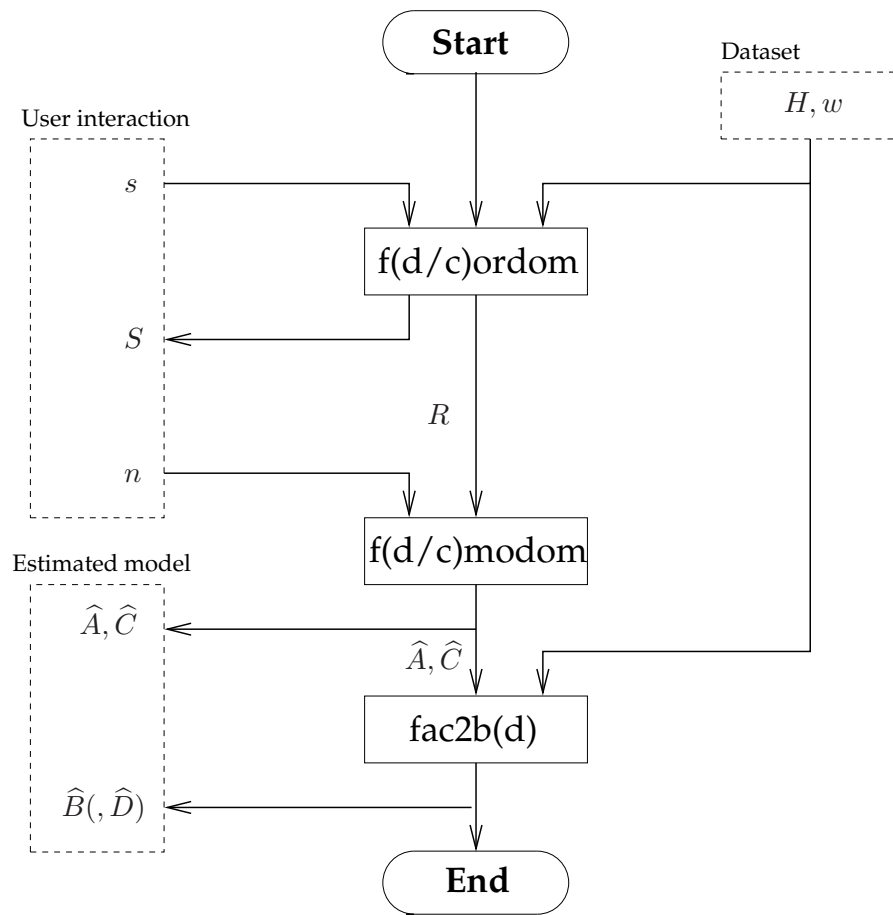 Start
Dataset
H, w
User interaction
s
f(d/c)ordom
S
R
n
f(d/c)modom
Estimated model
Â, Ĉ
Â, Ĉ
fac2b(d)
B̂(, D̂)
End